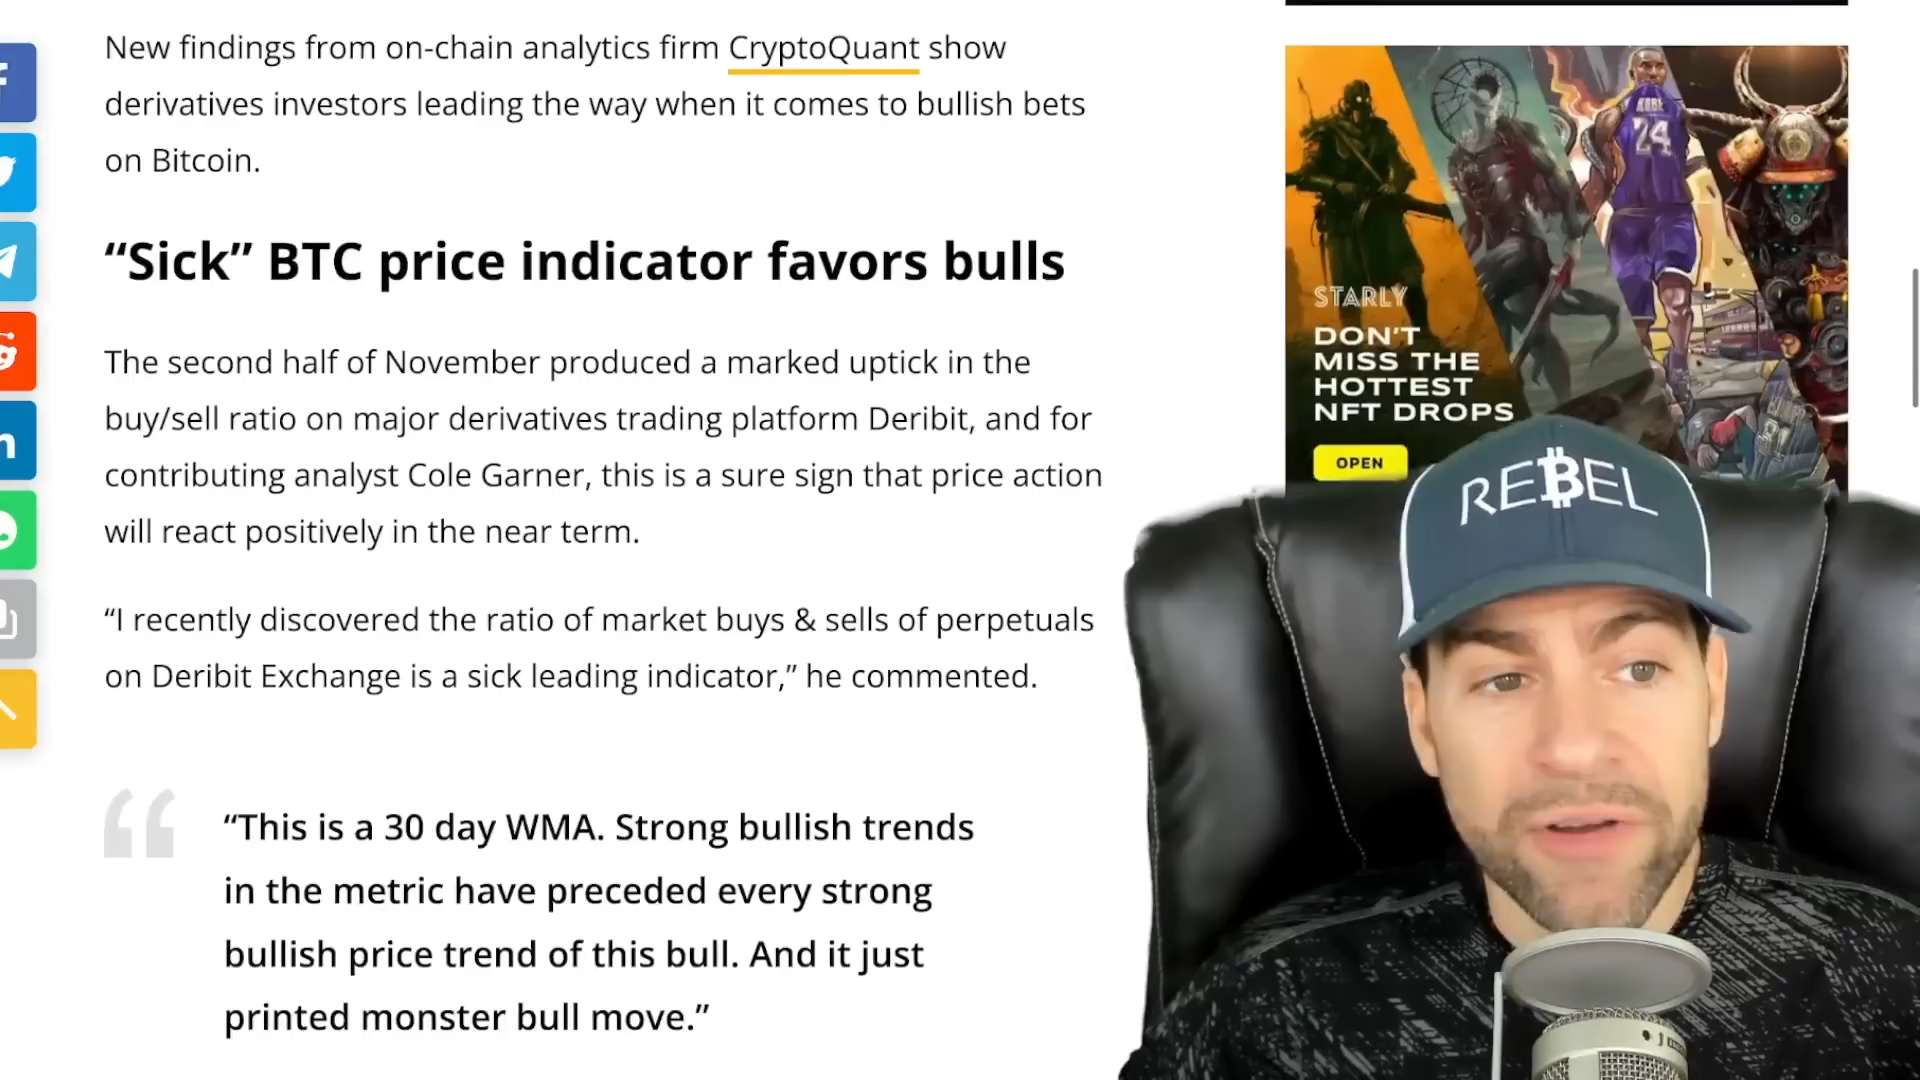 New findings from on-chain analytics firm CryptoQuant show
derivatives investors leading the way when it comes to bullish bets
on Bitcoin.
“Sick” BTC price indicator favors bulls
The second half of November produced a marked uptick in the
buy/sell ratio on major derivatives trading platform Deribit, and for
contributing analyst Cole Garner, this is a sure sign that price action
will react positively in the near term.
“I recently discovered the ratio of market buys & sells of perpetuals
on Deribit Exchange is a sick leading indicator,” he commented.
“This is a 30 day WMA. Strong bullish trends
in the metric have preceded every strong
bullish price trend of this bull. And it just
printed monster bull move.”
KOBE
24
STARLY
DON'T
MISS THE
HOTTEST
NFT DROPS
OPEN
RE₿EL